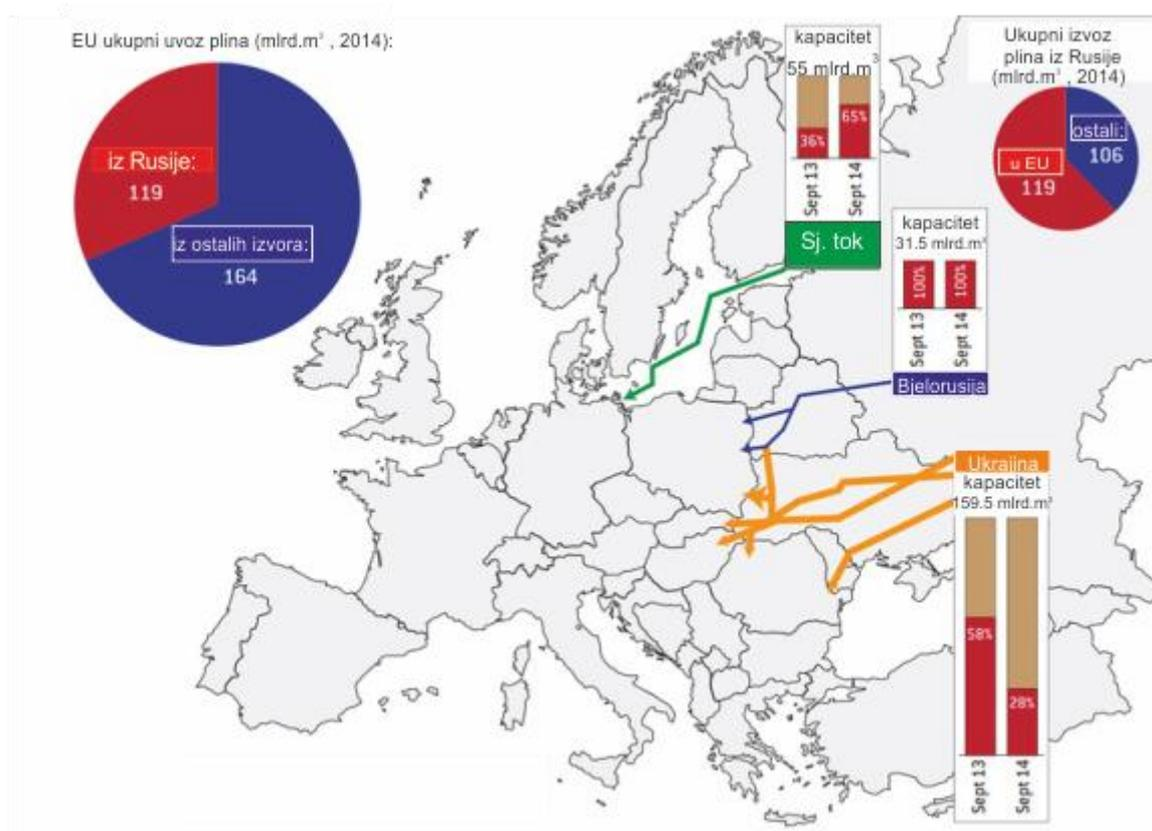 EU ukupni uvoz plina (mlrd.m³ , 2014):
iz Rusije:
119
iz ostalih izvora:
164
kapacitet
55 mlrd.m³
36%
65%
Sept 13
Sept 14
Sj. tok
Ukupni izvoz
plina iz Rusije
(mlrd.m³ , 2014)
ostali:
106
u EU
119
kapacitet
31.5 mlrd.m³
100%
100%
Sept 13
Sept 14
Bjelorusija
Ukrajina
kapacitet
159.5 mlrd.m³
58%
28%
Sept 13
Sept 14